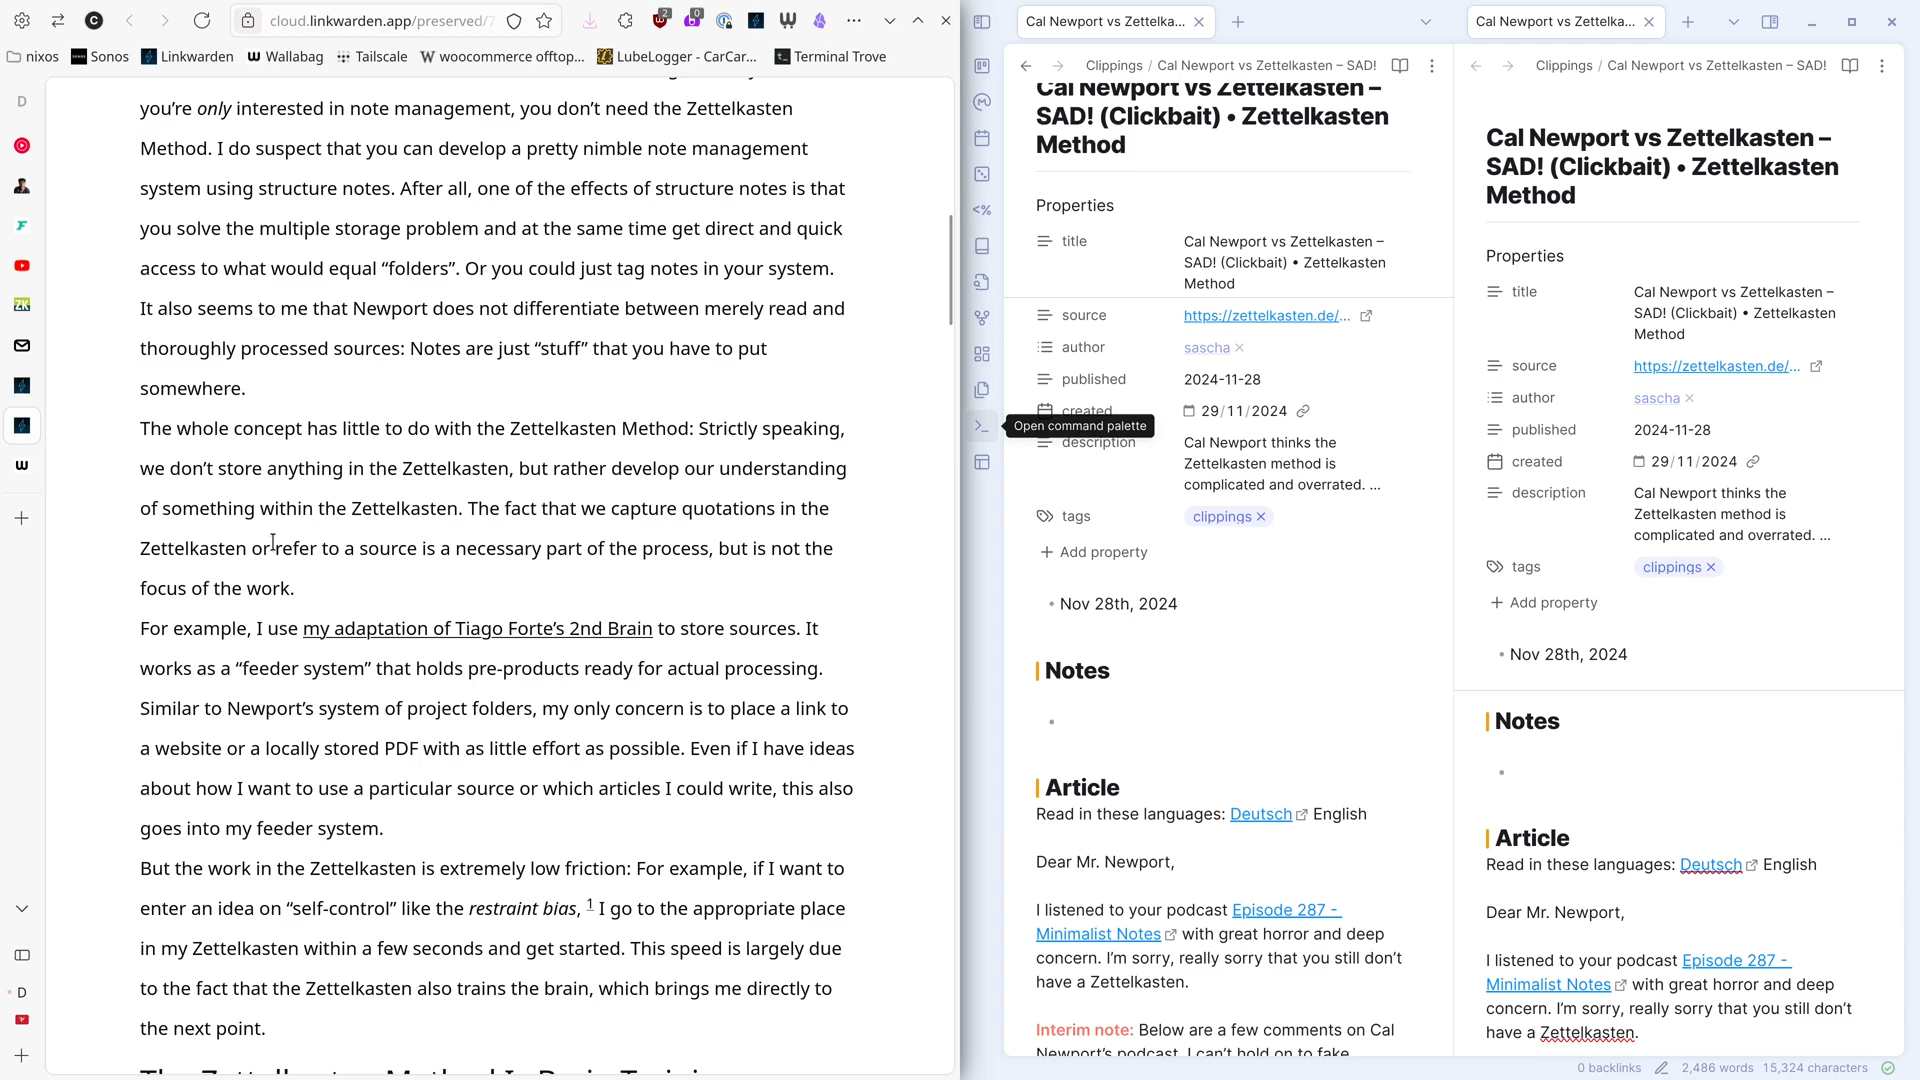 cloud.linkwarden.app/preserved/7
2
0
nixos
Sonos
Linkwarden
Wallabag
Tailscale
woocommerce offtop...
LubeLogger - CarCar...
Terminal Trove
D
D
you’re only interested in note management, you don’t need the Zettelkasten
Method. I do suspect that you can develop a pretty nimble note management
system using structure notes. After all, one of the effects of structure notes is that
you solve the multiple storage problem and at the same time get direct and quick
access to what would equal “folders”. Or you could just tag notes in your system.
It also seems to me that Newport does not differentiate between merely read and
thoroughly processed sources: Notes are just “stuff” that you have to put
somewhere.
The whole concept has little to do with the Zettelkasten Method: Strictly speaking,
we don’t store anything in the Zettelkasten, but rather develop our understanding
of something within the Zettelkasten. The fact that we capture quotations in the
Zettelkasten or refer to a source is a necessary part of the process, but is not the
focus of the work.
For example, I use my adaptation of Tiago Forte’s 2nd Brain to store sources. It
works as a “feeder system” that holds pre-products ready for actual processing.
Similar to Newport’s system of project folders, my only concern is to place a link to
a website or a locally stored PDF with as little effort as possible. Even if I have ideas
about how I want to use a particular source or which articles I could write, this also
goes into my feeder system.
But the work in the Zettelkasten is extremely low friction: For example, if I want to
enter an idea on “self-control” like the restraint bias, 1 I go to the appropriate place
in my Zettelkasten within a few seconds and get started. This speed is largely due
to the fact that the Zettelkasten also trains the brain, which brings me directly to
the next point.
Cal Newport vs Zettelka...
Clippings / Cal Newport vs Zettelkasten – SAD!
Cal Newport vs Zettelkasten –
SAD! (Clickbait) • Zettelkasten
Method
Properties
title
Cal Newport vs Zettelkasten –
SAD! (Clickbait) • Zettelkasten
Method
source
https://zettelkasten.de/...
author
sascha
published
2024-11-28
created
29/11/2024
Open command palette
description
Cal Newport thinks the
Zettelkasten method is
complicated and overrated. ...
tags
clippings
+ Add property
• Nov 28th, 2024
Notes
•
Article
Read in these languages: Deutsch English
Dear Mr. Newport,
I listened to your podcast Episode 287 -
Minimalist Notes with great horror and deep
concern. I’m sorry, really sorry that you still don’t
have a Zettelkasten.
Interim note: Below are a few comments on Cal
Newport’s podcast. I can’t hold on to fake
Cal Newport vs Zettelka...
Clippings / Cal Newport vs Zettelkasten – SAD!
Cal Newport vs Zettelkasten –
SAD! (Clickbait) • Zettelkasten
Method
Properties
title
Cal Newport vs Zettelkasten –
SAD! (Clickbait) • Zettelkasten
Method
source
https://zettelkasten.de/...
author
sascha
published
2024-11-28
created
29/11/2024
description
Cal Newport thinks the
Zettelkasten method is
complicated and overrated. ...
tags
clippings
+ Add property
• Nov 28th, 2024
Notes
•
Article
Read in these languages: Deutsch English
Dear Mr. Newport,
I listened to your podcast Episode 287 -
Minimalist Notes with great horror and deep
concern. I’m sorry, really sorry that you still don’t
have a Zettelkasten.
0 backlinks
2,486 words
15,324 characters